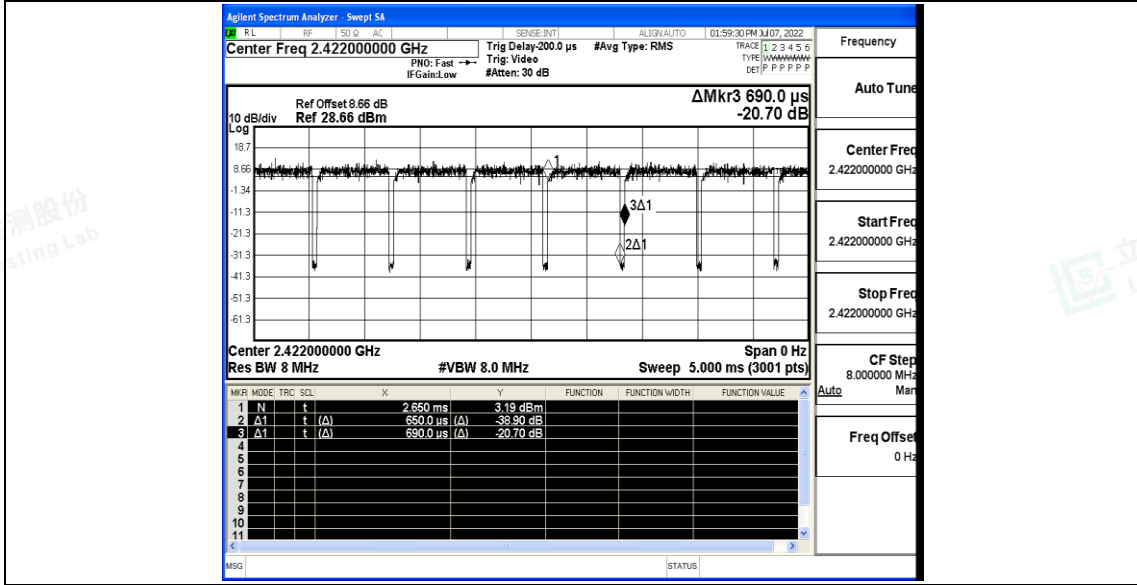 Agilent Spectrum Analyzer - Swept SA
LXI RL RF 50 Ω AC SENSE:INT ALIGNAUTO 01:59:30 PM Jul 07, 2022
Center Freq 2.422000000 GHz
PNO: Fast
IFGain:Low
Trig Delay-200.0 µs
Trig: Video
#Atten: 30 dB
#Avg Type: RMS
TRACE 1 2 3 4 5 6
TYPE WWWWWW
DET P P P P P P
ΔMkr3 690.0 µs
-20.70 dB
Ref Offset 8.66 dB
10 dB/div Ref 28.66 dBm
Log
18.7
8.66
-1.34
-11.3
-21.3
-31.3
-41.3
-51.3
-61.3
1
3Δ1
2Δ1
Center 2.422000000 GHz Span 0 Hz
Res BW 8 MHz #VBW 8.0 MHz Sweep 5.000 ms (3001 pts)
MKR MODE TRC SCL X Y FUNCTION FUNCTION WIDTH FUNCTION VALUE
1 N t 2.650 ms 3.19 dBm
2 Δ1 t (Δ) 650.0 µs (Δ) -38.90 dB
3 Δ1 t (Δ) 690.0 µs (Δ) -20.70 dB
4
5
6
7
8
9
10
11
MSG STATUS
Frequency
Auto Tune
Center Freq
2.422000000 GHz
Start Freq
2.422000000 GHz
Stop Freq
2.422000000 GHz
CF Step
8.000000 MHz
Auto Man
Freq Offset
0 Hz
测股份
sting Lab